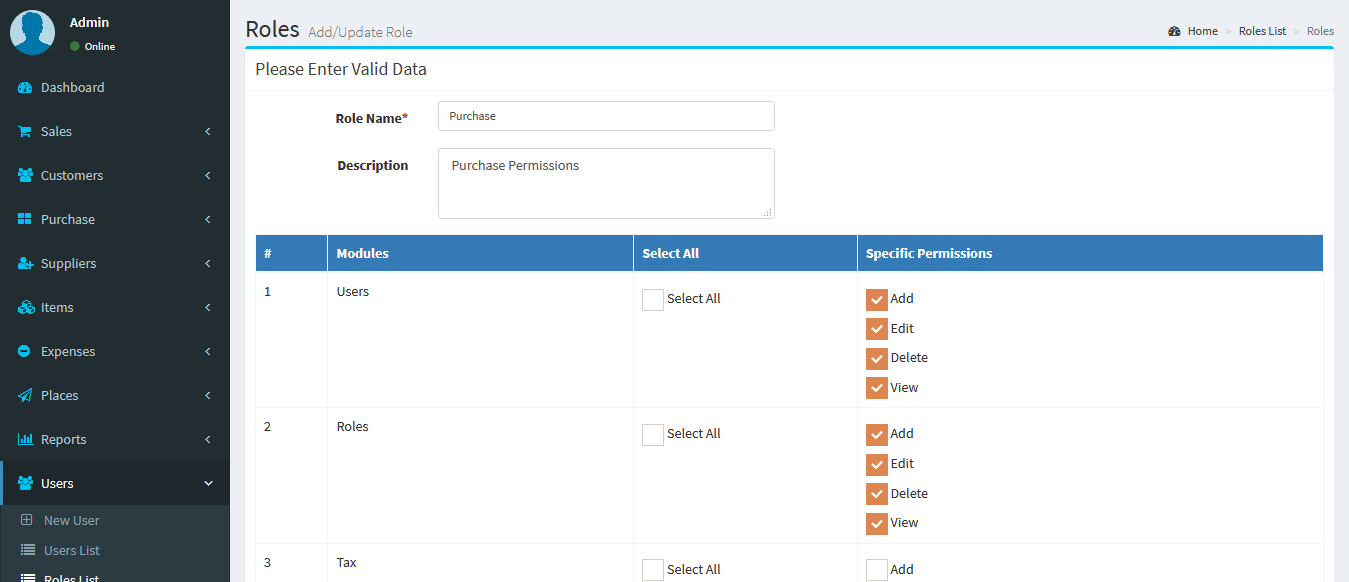 Admin
Online
Dashboard
Sales
Customers
Purchase
Suppliers
Items
Expenses
Places
Reports
Users
New User
Users List
Roles List
Roles Add/Update Role
Home > Roles List > Roles
Please Enter Valid Data
Role Name* Purchase
Description Purchase Permissions
# Modules Select All Specific Permissions
1 Users Select All Add
Edit
Delete
View
2 Roles Select All Add
Edit
Delete
View
3 Tax Select All Add